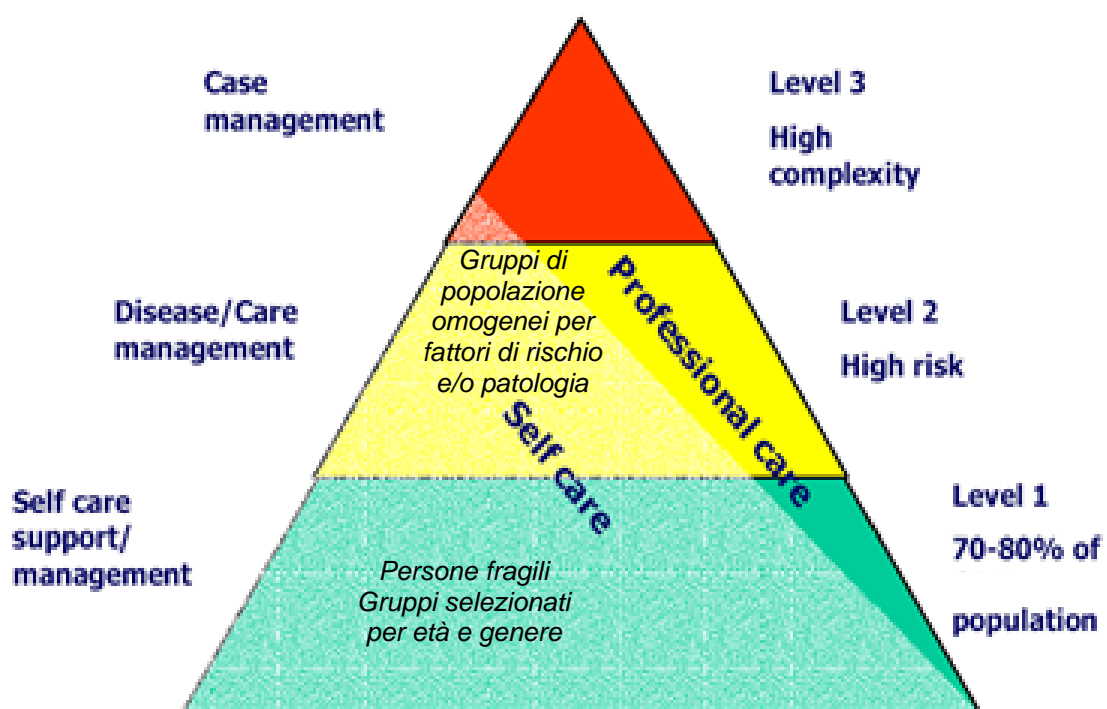 Case
management
Level 3
High
complexity
Gruppi di
popolazione
omogenei per
fattori di rischio
e/o patologia
Professional care
Disease/Care
management
Level 2
High risk
Self care
Self care
support/
management
Level 1
70-80% of
population
Persone fragili
Gruppi selezionati
per età e genere